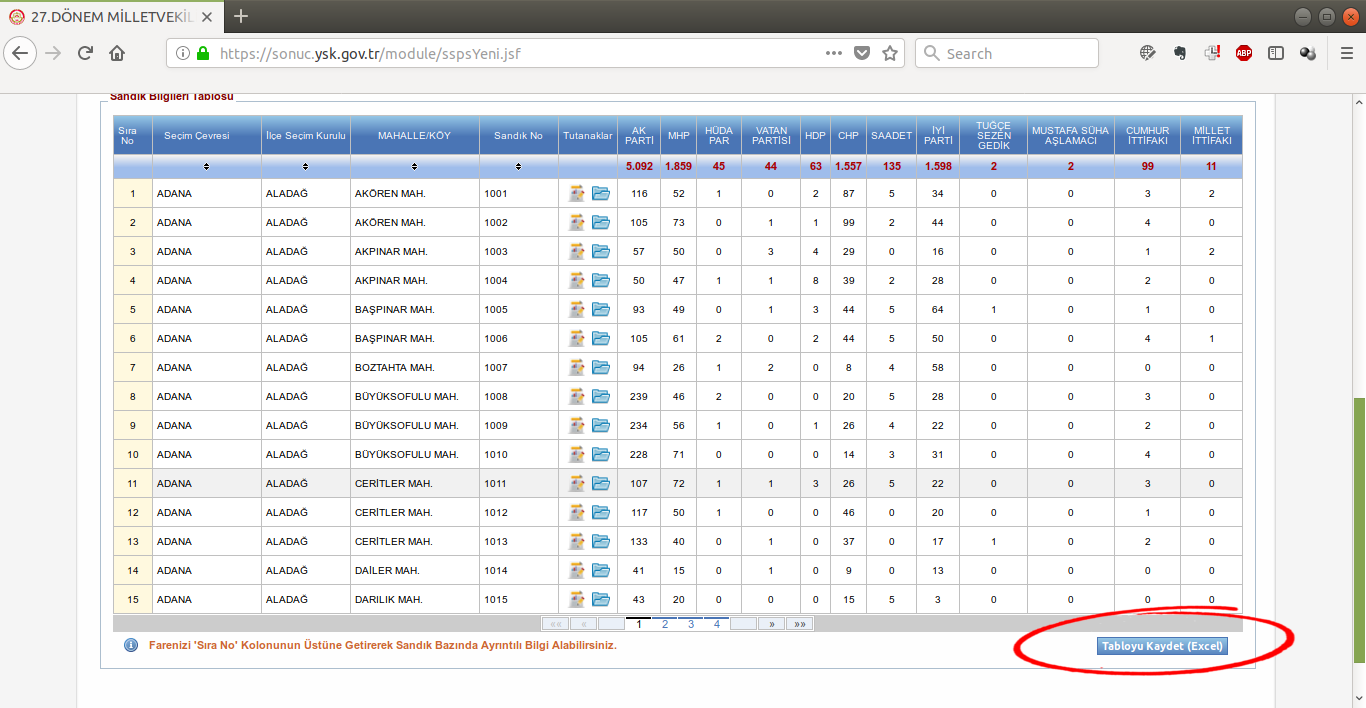 27.DÖNEM MİLLETVEKİL
https://sonuc.ysk.gov.tr/module/sspsYeni.jsf
Search
ABP
Sandık Bilgileri Tablosu
Sıra No Seçim Çevresi İlçe Seçim Kurulu MAHALLE/KÖY Sandık No Tutanaklar AK PARTİ MHP HÜDA PAR VATAN PARTİSİ HDP CHP SAADET İYİ PARTİ TUĞÇE SEZEN GEDİK MUSTAFA SÜHA AŞLAMACI CUMHUR İTTİFAKI MİLLET İTTİFAKI
5.092 1.859 45 44 63 1.557 135 1.598 2 2 99 11
1 ADANA ALADAĞ AKÖREN MAH. 1001 116 52 1 0 2 87 5 34 0 0 3 2
2 ADANA ALADAĞ AKÖREN MAH. 1002 105 73 0 1 1 99 2 44 0 0 4 0
3 ADANA ALADAĞ AKPINAR MAH. 1003 57 50 0 3 4 29 0 16 0 0 1 2
4 ADANA ALADAĞ AKPINAR MAH. 1004 50 47 1 1 8 39 2 28 0 0 2 0
5 ADANA ALADAĞ BAŞPINAR MAH. 1005 93 49 0 1 3 44 5 64 1 0 1 0
6 ADANA ALADAĞ BAŞPINAR MAH. 1006 105 61 2 0 2 44 5 50 0 0 4 1
7 ADANA ALADAĞ BOZTAHTA MAH. 1007 94 26 1 2 0 8 4 58 0 0 0 0
8 ADANA ALADAĞ BÜYÜKSOFULU MAH. 1008 239 46 2 0 0 20 5 28 0 0 3 0
9 ADANA ALADAĞ BÜYÜKSOFULU MAH. 1009 234 56 1 0 1 26 4 22 0 0 2 0
10 ADANA ALADAĞ BÜYÜKSOFULU MAH. 1010 228 71 0 0 0 14 3 31 0 0 4 0
11 ADANA ALADAĞ CERİTLER MAH. 1011 107 72 1 1 3 26 5 22 0 0 3 0
12 ADANA ALADAĞ CERİTLER MAH. 1012 117 50 1 0 0 46 0 20 0 0 1 0
13 ADANA ALADAĞ CERİTLER MAH. 1013 133 40 0 1 0 37 0 17 1 0 2 0
14 ADANA ALADAĞ DAİLER MAH. 1014 41 15 0 1 0 9 0 13 0 0 0 0
15 ADANA ALADAĞ DARILIK MAH. 1015 43 20 0 0 0 15 5 3 0 0 0 0
«« « 1 2 3 4 » »»
Farenizi 'Sıra No' Kolonunun Üstüne Getirerek Sandık Bazında Ayrıntılı Bilgi Alabilirsiniz.
Tabloyu Kaydet (Excel)